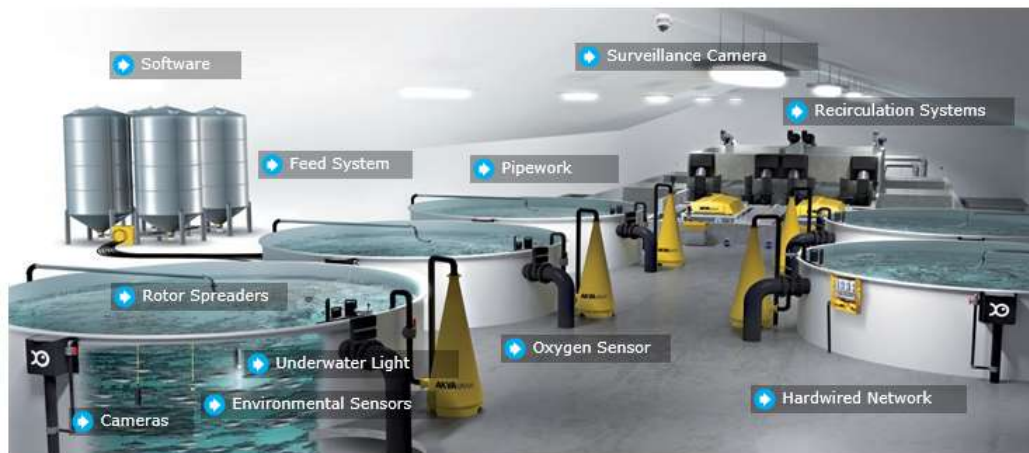 Software
Surveillance Camera
Recirculation Systems
Feed System
Pipework
Rotor Spreaders
Oxygen Sensor
Underwater Light
Environmental Sensors
Hardwired Network
Cameras
AKVA